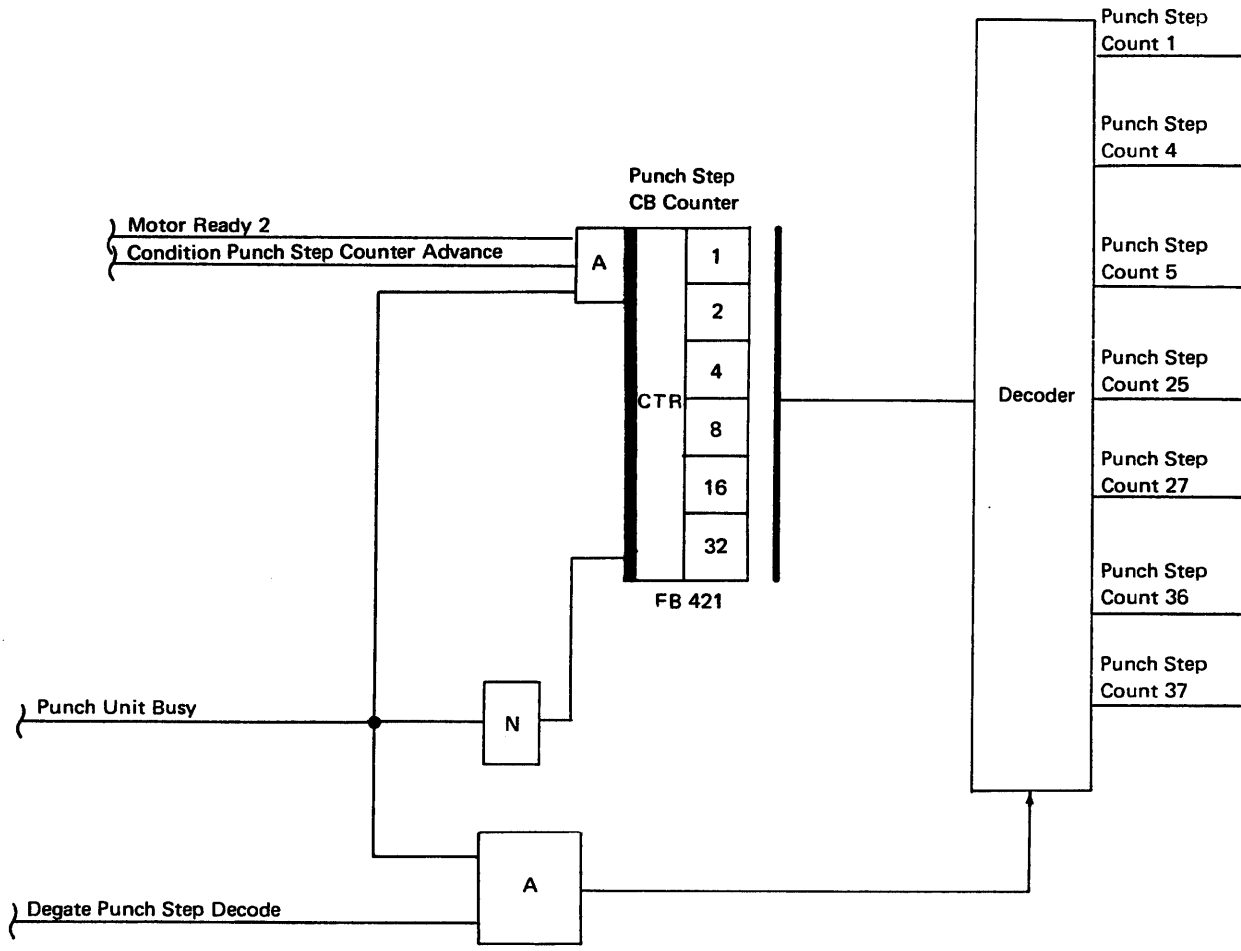 Punch Step
Count 1
Punch Step
Count 4
Punch Step
CB Counter
Motor Ready 2
Condition Punch Step Counter Advance
A
CTR
1
2
4
8
16
32
FB 421
Decoder
Punch Step
Count 5
Punch Step
Count 25
Punch Step
Count 27
Punch Step
Count 36
Punch Step
Count 37
Punch Unit Busy
N
A
Degate Punch Step Decode